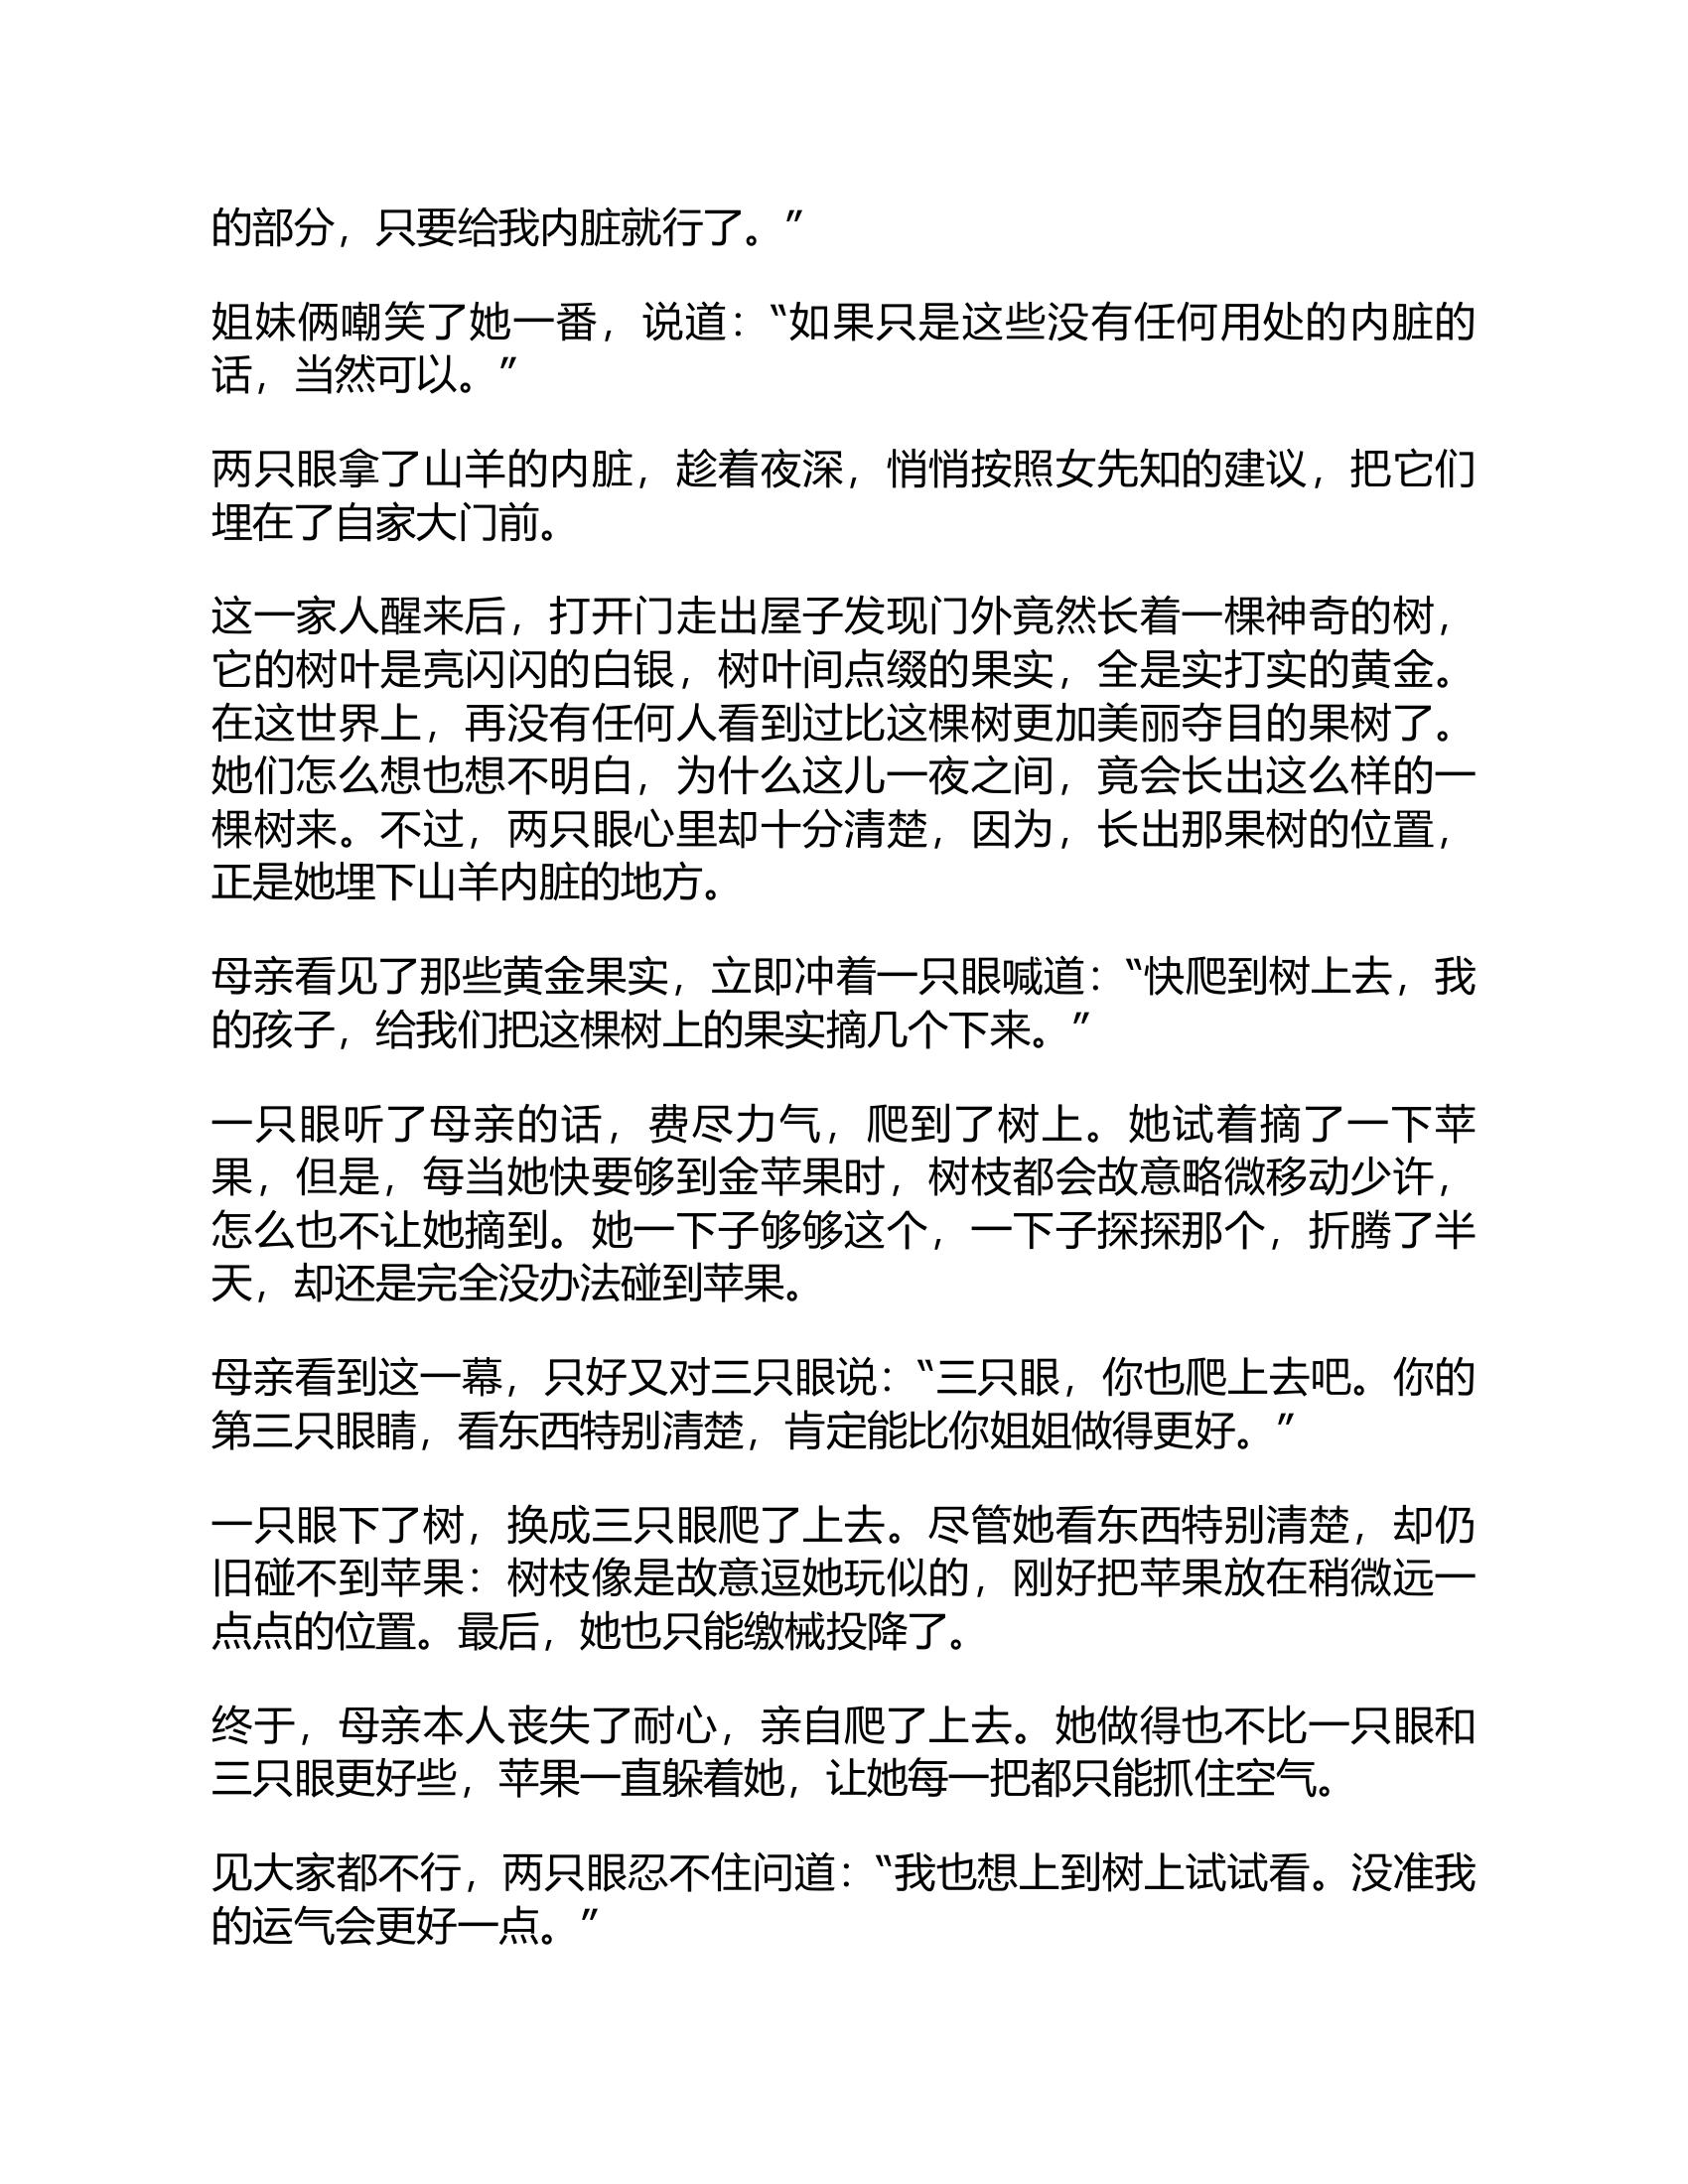 的部分，只要给我内脏就行了。”
姐妹俩嘲笑了她一番，说道：“如果只是这些没有任何用处的内脏的
话，当然可以。”
两只眼拿了山羊的内脏，趁着夜深，悄悄按照女先知的建议，把它们
埋在了自家大门前。
这一家人醒来后，打开门走出屋子发现门外竟然长着一棵神奇的树，
它的树叶是亮闪闪的白银，树叶间点缀的果实，全是实打实的黄金。
在这世界上，再没有任何人看到过比这棵树更加美丽夺目的果树了。
她们怎么想也想不明白，为什么这儿一夜之间，竟会长出这么样的一
棵树来。不过，两只眼心里却十分清楚，因为，长出那果树的位置，
正是她埋下山羊内脏的地方。
母亲看见了那些黄金果实，立即冲着一只眼喊道：“快爬到树上去，我
的孩子，给我们把这棵树上的果实摘几个下来。”
一只眼听了母亲的话，费尽力气，爬到了树上。她试着摘了一下苹
果，但是，每当她快要够到金苹果时，树枝都会故意略微移动少许，
怎么也不让她摘到。她一下子够够这个，一下子探探那个，折腾了半
天，却还是完全没办法碰到苹果。
母亲看到这一幕，只好又对三只眼说：“三只眼，你也爬上去吧。你的
第三只眼睛，看东西特别清楚，肯定能比你姐姐做得更好。”
一只眼下了树，换成三只眼爬了上去。尽管她看东西特别清楚，却仍
旧碰不到苹果：树枝像是故意逗她玩似的，刚好把苹果放在稍微远一
点点的位置。最后，她也只能缴械投降了。
终于，母亲本人丧失了耐心，亲自爬了上去。她做得也不比一只眼和
三只眼更好些，苹果一直躲着她，让她每一把都只能抓住空气。
见大家都不行，两只眼忍不住问道：“我也想上到树上试试看。没准我
的运气会更好一点。”